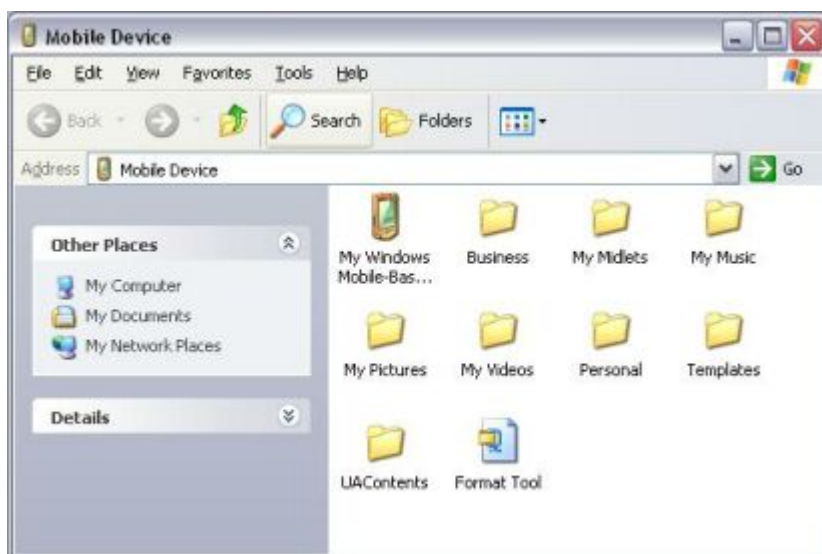 Mobile Device
File Edit View Favorites Tools Help
Back Search Folders
Address Mobile Device Go
Other Places
My Computer
My Documents
My Network Places
Details
My Windows Mobile-Bas...
Business
My Midlets
My Music
My Pictures
My Videos
Personal
Templates
UAContents
Format Tool